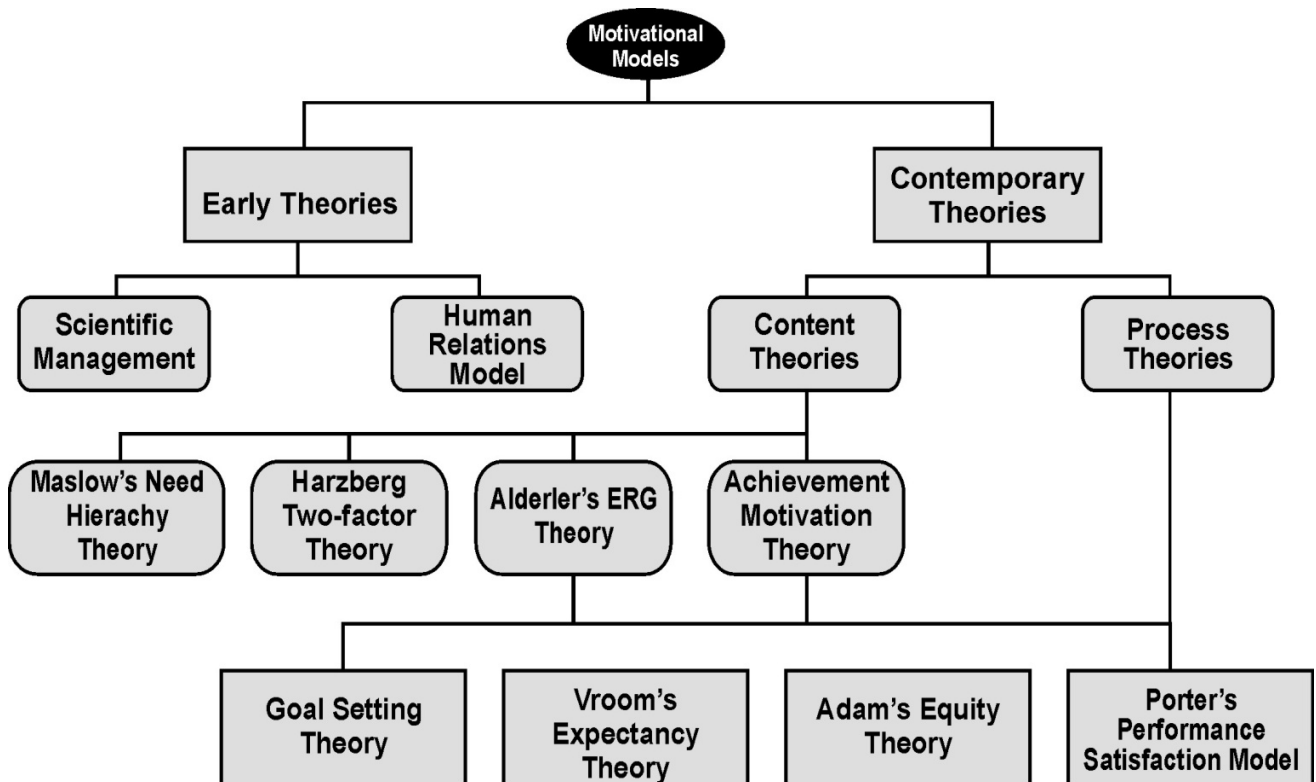 Motivational
Models
Early Theories
Contemporary
Theories
Scientific
Management
Human
Relations
Model
Content
Theories
Process
Theories
Maslow's Need
Hierachy
Theory
Harzberg
Two-factor
Theory
Alderler's ERG
Theory
Achievement
Motivation
Theory
Goal Setting
Theory
Vroom's
Expectancy
Theory
Adam's Equity
Theory
Porter's
Performance
Satisfaction Model